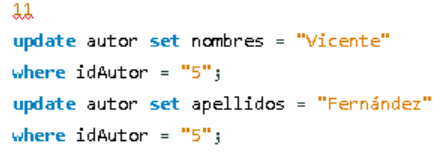 11
update autor set nombres = "Vicente"
where idAutor = "5";
update autor set apellidos = "Fernández"
where idAutor = "5";